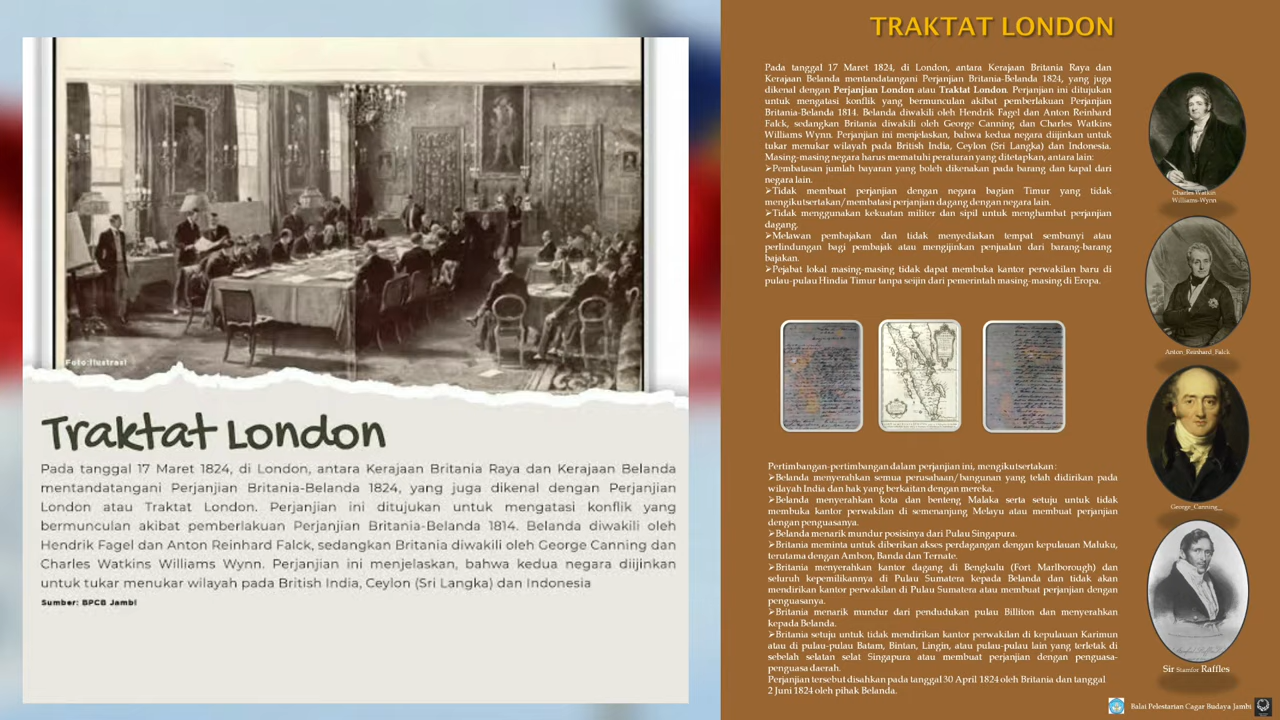 Foto:Ilustrasi
Traktat London
Pada tanggal 17 Maret 1824, di London, antara Kerajaan Britania Raya dan Kerajaan Belanda
mendantatangani Perjanjian Britania-Belanda 1824, yang juga dikenal dengan Perjanjian
London atau Traktat London, Perjanjian ini ditujukan untuk mengatasi konflik yang
bermunculan akibat pemberlakuan Perjanjian Britania-Belanda 1814. Belanda diwakili oleh
Hendrik Fagel dan Anton Reinhard Falck, sedangkan Britania diwakili oleh George Canning dan
Charles Watkins Williams Wynn. Perjanjian ini menjelaskan, bahwa kedua negara diijinkan
untuk tukar menukar wilayah pada British India, Ceylon (Sri Langka) dan Indonesia
Sumber: BPCB Jambi
TRAKTAT LONDON
Pada tanggal 17 Maret 1824, di London, antara Kerajaan Britania Raya dan
Kerajaan Belanda mentandatangani Perjanjian Britania-Belanda 1824, yang juga
dikenal dengan Perjanjian London atau Traktat London. Perjanjian ini ditujukan
untuk mengatasi konflik yang bermunculan akibat pemberlakuan Perjanjian
Britania-Belanda 1814. Belanda diwakili oleh Hendrik Fagel dan Anton Reinhard
Falck, sedangkan Britania diwakili oleh George Canning dan Charles Watkins
Williams Wynn. Perjanjian ini menjelaskan, bahwa kedua negara diijinkan untuk
tukar menukar wilayah pada British India, Ceylon (Sri Langka) dan Indonesia.
Masing-masing negara harus mematuhi peraturan yang ditetapkan, antara lain:
➢Pembatasan jumlah bayaran yang boleh dikenakan pada barang dan kapal dari
negara lain.
➢Tidak membuat perjanjian dengan negara bagian Timur yang tidak
mengikutsertakan/membatasi perjanjian dagang dengan negara lain.
➢Tidak menggunakan kekuatan militer dan sipil untuk menghambat perjanjian
dagang.
➢Melawan pembajakan dan tidak menyediakan tempat sembunyi atau
perlindungan bagi pembajak atau mengijinkan penjualan dari barang-barang
bajakan.
➢Pejabat lokal masing-masing tidak dapat membuka kantor perwakilan baru di
pulau-pulau Hindia Timur tanpa seijin dari pemerintah masing-masing di Eropa.
Pertimbangan-pertimbangan dalam perjanjian ini, mengikutsertakan :
➢Belanda menyerahkan semua perusahaan/bangunan yang telah didirikan pada
wilayah India dan hak yang berkaitan dengan mereka.
➢Belanda menyerahkan kota dan benteng Malaka serta setuju untuk tidak
membuka kantor perwakilan di semenanjung Melayu atau membuat perjanjian
dengan penguasanya.
➢Belanda menarik mundur posisinya dari Pulau Singapura.
➢Britania meminta untuk diberikan akses perdagangan dengan kepulauan Maluku,
terutama dengan Ambon, Banda dan Ternate.
➢Britania menyerahkan kantor dagang di Bengkulu (Fort Marlborough) dan
seluruh kepemilikannya di Pulau Sumatera kepada Belanda dan tidak akan
mendirikan kantor perwakilan di Pulau Sumatera atau membuat perjanjian dengan
penguasanya.
➢Britania menarik mundur dari pendudukan pulau Billiton dan menyerahkan
kepada Belanda.
➢Britania setuju untuk tidak mendirikan kantor perwakilan di kepulauan Karimun
atau di pulau-pulau Batam, Bintan, Lingin, atau pulau-pulau lain yang terletak di
sebelah selatan selat Singapura atau membuat perjanjian dengan penguasa-
penguasa daerah.
Perjanjian tersebut disahkan pada tanggal 30 April 1824 oleh Britania dan tanggal
2 Juni 1824 oleh pihak Belanda.
Charles Watkin
Williams-Wynn
Anton_Reinhard_Falck
George_Canning_
Sir Stamfor Raffles
Balai Pelestarian Cagar Budaya Jambi